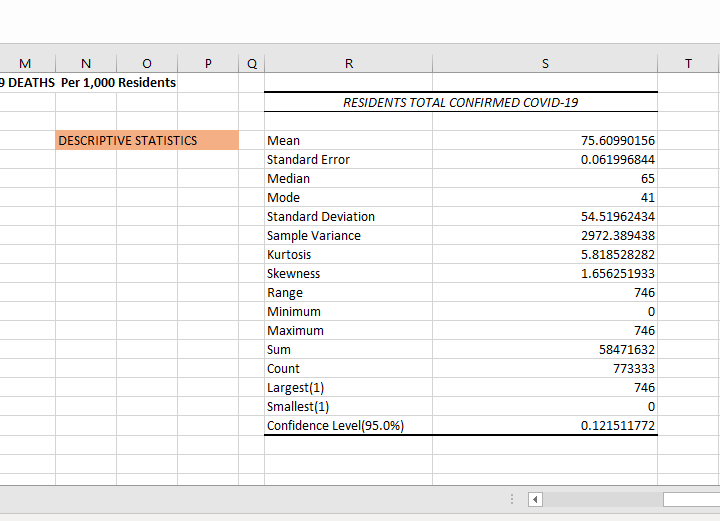 M N O P Q R S T
9 DEATHS Per 1,000 Residents
RESIDENTS TOTAL CONFIRMED COVID-19
DESCRIPTIVE STATISTICS
Mean 75.60990156
Standard Error 0.061996844
Median 65
Mode 41
Standard Deviation 54.51962434
Sample Variance 2972.389438
Kurtosis 5.818528282
Skewness 1.656251933
Range 746
Minimum 0
Maximum 746
Sum 58471632
Count 773333
Largest(1) 746
Smallest(1) 0
Confidence Level(95.0%) 0.121511772